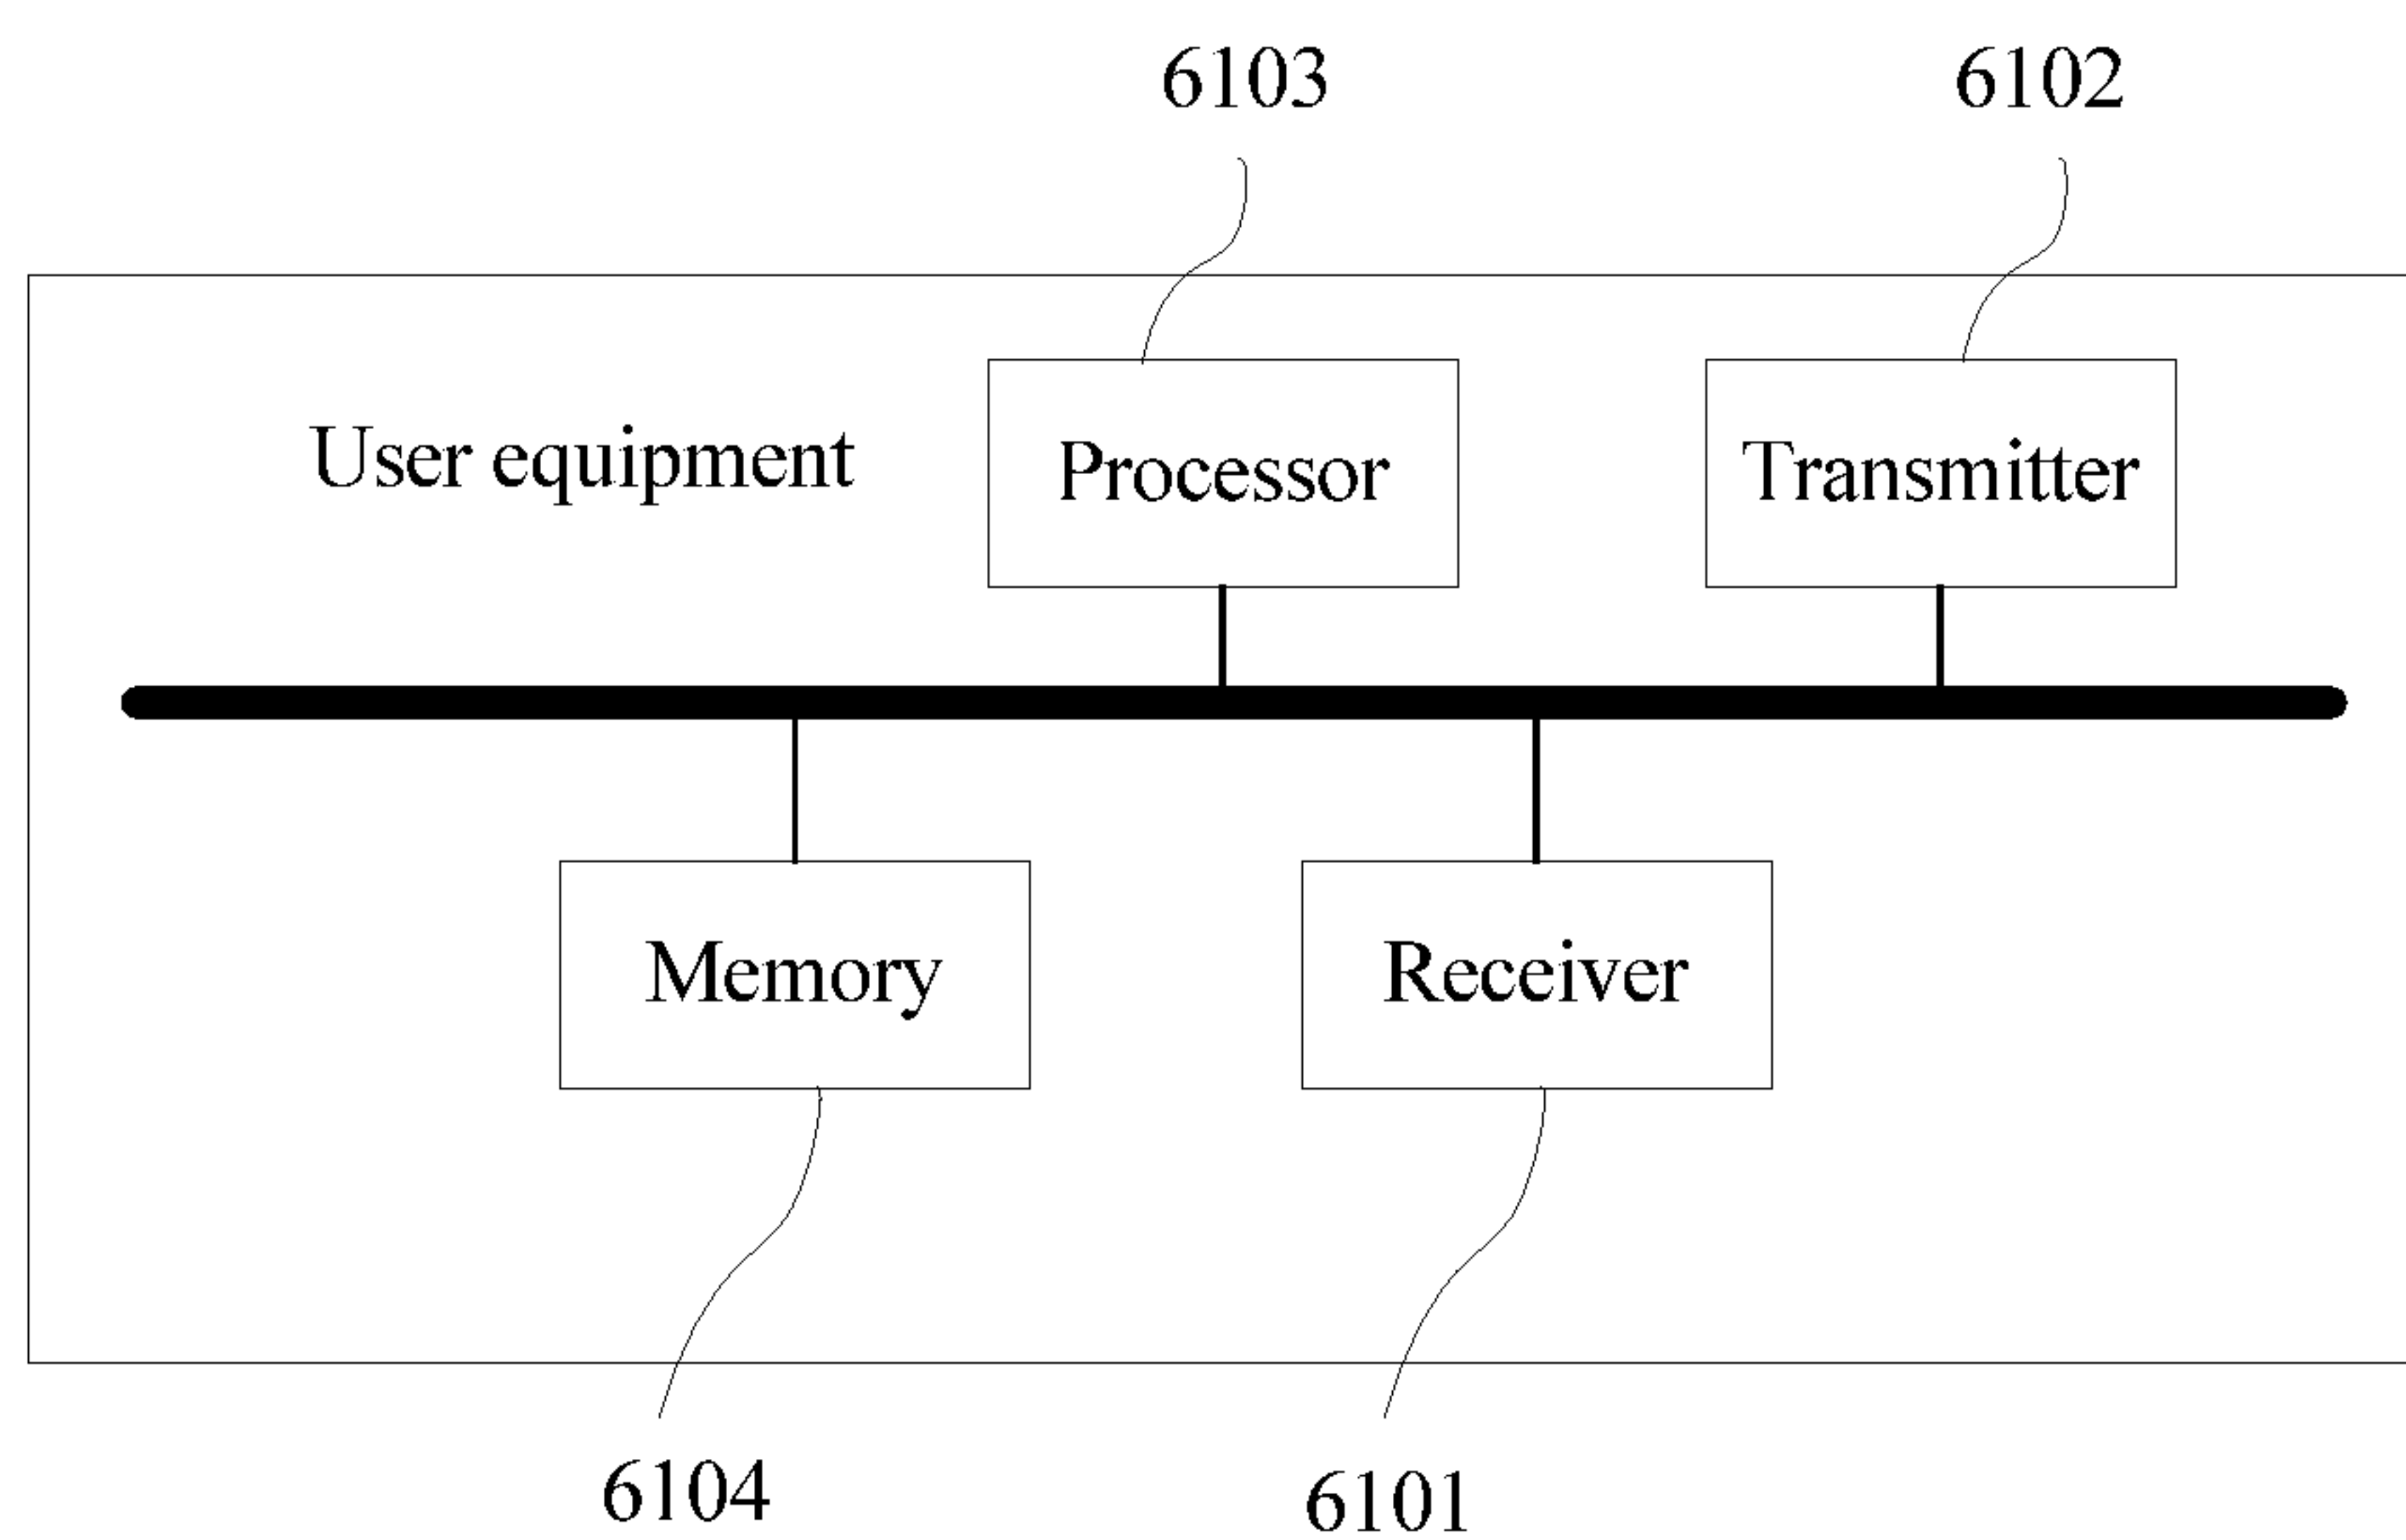 6103
6102
User equipment
Processor
Transmitter
Memory
Receiver
6104
6101